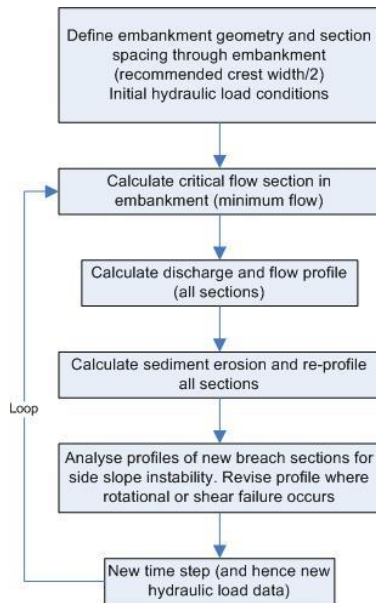 Define embankment geometry and section
spacing through embankment
(recommended crest width/2)
Initial hydraulic load conditions
Calculate critical flow section in
embankment (minimum flow)
Calculate discharge and flow profile
(all sections)
Calculate sediment erosion and re-profile
all sections
Loop
Analyse profiles of new breach sections for
side slope instability. Revise profile where
rotational or shear failure occurs
New time step (and hence new
hydraulic load data)